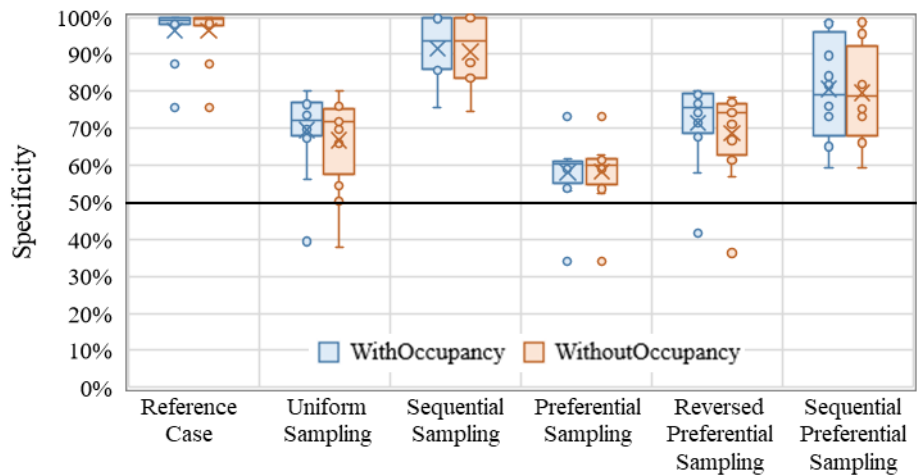 Specificity
100%
90%
80%
70%
60%
50%
40%
30%
20%
10%
0%
WithOccupancy
WithoutOccupancy
Reference
Case
Uniform
Sampling
Sequential
Sampling
Preferential
Sampling
Reversed
Preferential
Sampling
Sequential
Preferential
Sampling